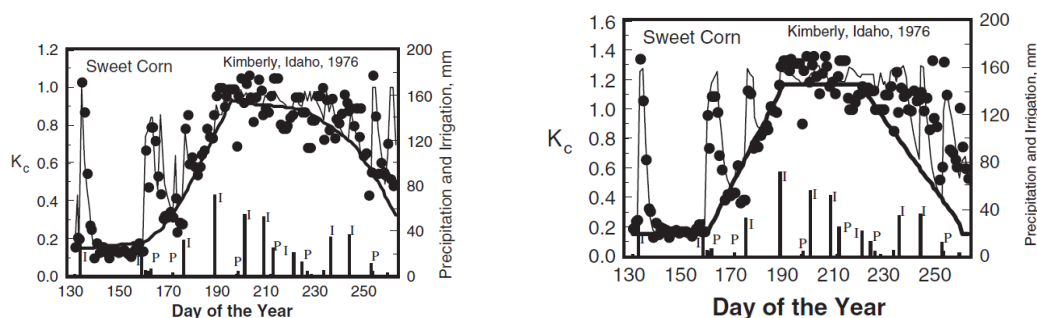 Kimberly, Idaho, 1976
Sweet Corn
K_c
1.2
1.0
0.8
0.6
0.4
0.2
0.0
200
160
120
80
40
0
Precipitation and Irrigation, mm
I
P
P
I
I
P
I
I
P
I
P
I
I
P
130 150 170 190 210 230 250
Day of the Year
Kimberly, Idaho, 1976
Sweet Corn
K_c
1.6
1.4
1.2
1.0
0.8
0.6
0.4
0.2
0.0
200
160
120
80
40
0
Precipitation and Irrigation, mm
I
I
P
P
I
I
P
I
I
P
I
P
I
I
P
130 150 170 190 210 230 250
Day of the Year